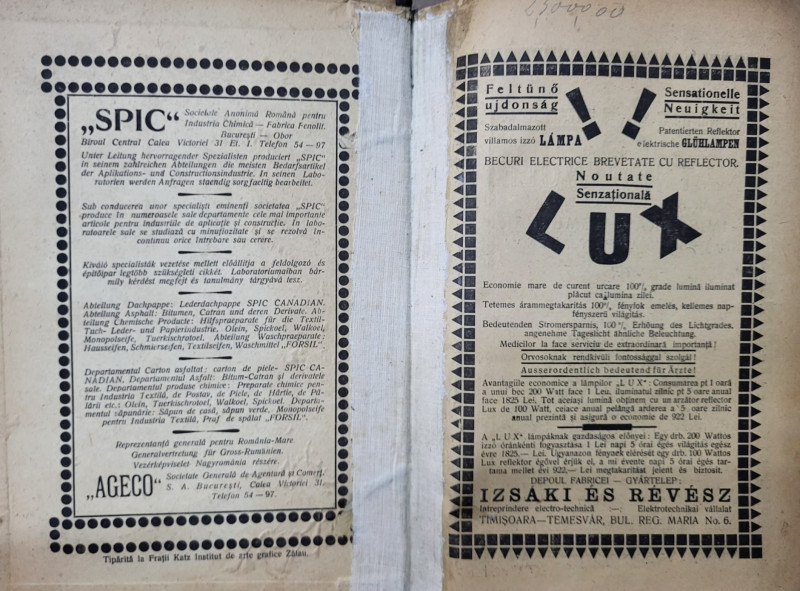 „SPIC"
Societate Anonimă Română pentru
Industria Chimică — Fabrica Fenolit.
București — Obor
Biroul Central Calea Victoriei 31 Et. I. Telefon 54—97
Unter Leitung hervorragender Spezialisten producieri „SPIC"
in seinem zahlreichen Abteilungen die meisten Bedarfsartikel
der Aplikations- und Constructionsindustrie. In seinen Labo-
ratorien werden Anfragen staendig sorgfaeltig bearbeitet.
Sub conducerea unor specialiști eminenți societatea „SPIC"
produce în numeroasele sale departamente cele mai importante
articole pentru industriile de aplicație și construcție. In la-
boratoarele sale se studiază cu minuțiozitate și se rezolvă în-
continuu orice întrebare sau cerere.
Kiváió specialisták vezetése mellett előállítja a feldolgozó és
építőipar legtöbb szükségleti cikkét. Laboratoriumaiban bár-
mily kérdést megfejt és tanulmány tárgyává tesz.
Abteilung Dachpappe: Lederdachpappe SPIC CANADIAN.
Abteilung Asphalt: Bitumen, Catran und deren Derivate. Ab-
teilung Chemische Producte: Hilfspraeparate für die Textil-
Tuch- Leder- und Papierindustrie, Olein, Spickoel, Walkoel,
Monopolseife, Tuerkischrotoel. Abteilung Waschpraeparate:
Hausseifen, Schmierseifen, Textilseifen, Waschmittel „FORSIL".
Departamentul Carton asfaltat: carton de piele- SPIC CA-
NADIAN. Departamentul Asfalt: Bitum-Catran și derivatele
sale. Departamentul produse chimice: Preparate chimice pen-
tru Industria Textilă, de Postav, de Piele, de Hârtie, de Pă-
lării etc.: Olein, Tuerkischrotoel, Walkoel, Spickoel. Departa-
mentul săpunărie: Săpun de casă, săpun verde, Monopolseife
pentru Industria Textilă, Praf de spălat „FORSIL".
Reprezentanță generală pentru România-Mare
Generalvertretung für Gross-Rumänien.
Vezérképviselet Nagyrománia részére.
„AGECO"
Societate Generală de Agentură și Comerț.
S. A. București, Calea Victoriei 31.
Telefon 54—97.
Tipărită la Frații Katz Institut de arte grafice Zălau.
Feltünő
ujdonság
Sensationelle
Neuigkeit
!!
Szabadalmazott
villamos izzó LÁMPA
Patentierten Reflektor
elektrische GLÜHLAMPEN
BECURI ELECTRICE BREVETATE CU REFLECTOR.
Noutate
Senzațională
LUX
Economie mare de curent urcare 100%, grade lumină iluminat
plăcut ca lumina zilei.
Tetemes árammegtakaritás 100%, fényfok emelés, kellemes nap-
fényszerü világitás.
Bedeutenden Stromersparnis, 100% Erhöung des Lichtgrades.
angenehme Tageslicht ähnliche Beleuchtung.
Medicilor la face serviciu de extraordinară importanță!
Orvosoknak rendkivüli fontossággal szolgál!
Ausserordentlich bedeutend für Ärzte!
Avantagiile economice a lămpilor „LUX": Consumarea pt 1 oară
a unui bec 200 Watt face 1 Leu. iluminatul zilnic pt 5 oare anual
face 1825 Lei, Tot aceiași lumină obținem cu un arzător reflector
Lux de 100 Watt, ceiace anual pelângă arderea a 5 oare zilnic
anual prezintă și asigură o economie de 922 Lei.
A „LUX" lámpáknak gazdaságos előnyei: Egy drb. 200 Wattos
izzó óránkénti fogyasztása 1 Lei napi 5 órai égés világitás egész
évre 1825.— Lei. Ugyanazon fények elérését egy drb. 100 Wattos
Lux reflektor égővel érjük el, a mi évente napi 5 órai égés tar-
tama mellet évi 922.— Lei megtakaritást jelent és biztosit.
DEPOUL FABRICEI — GYÁRTELEP:
IZSÁKI ÉS RÉVÉSZ
intreprindere electro-technică :—: Elektrotechnikai vállalat
TIMIȘOARA—TEMESVÁR, BUL. REG. MARIA No. 6.